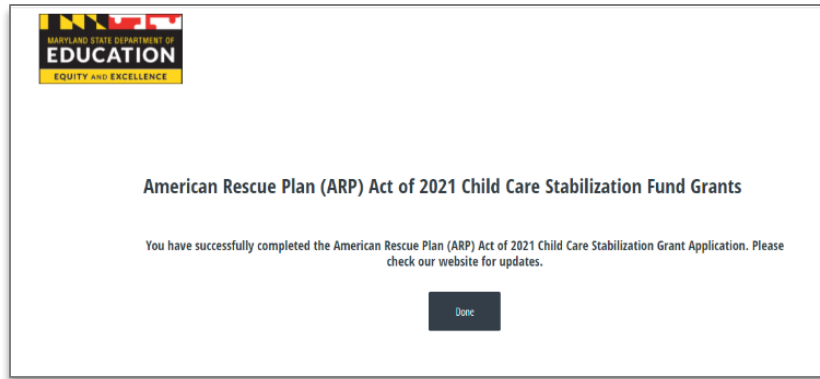 MARYLAND STATE DEPARTMENT OF
EDUCATION
EQUITY AND EXCELLENCE
American Rescue Plan (ARP) Act of 2021 Child Care Stabilization Fund Grants
You have successfully completed the American Rescue Plan (ARP) Act of 2021 Child Care Stabilization Grant Application. Please
check our website for updates.
Done